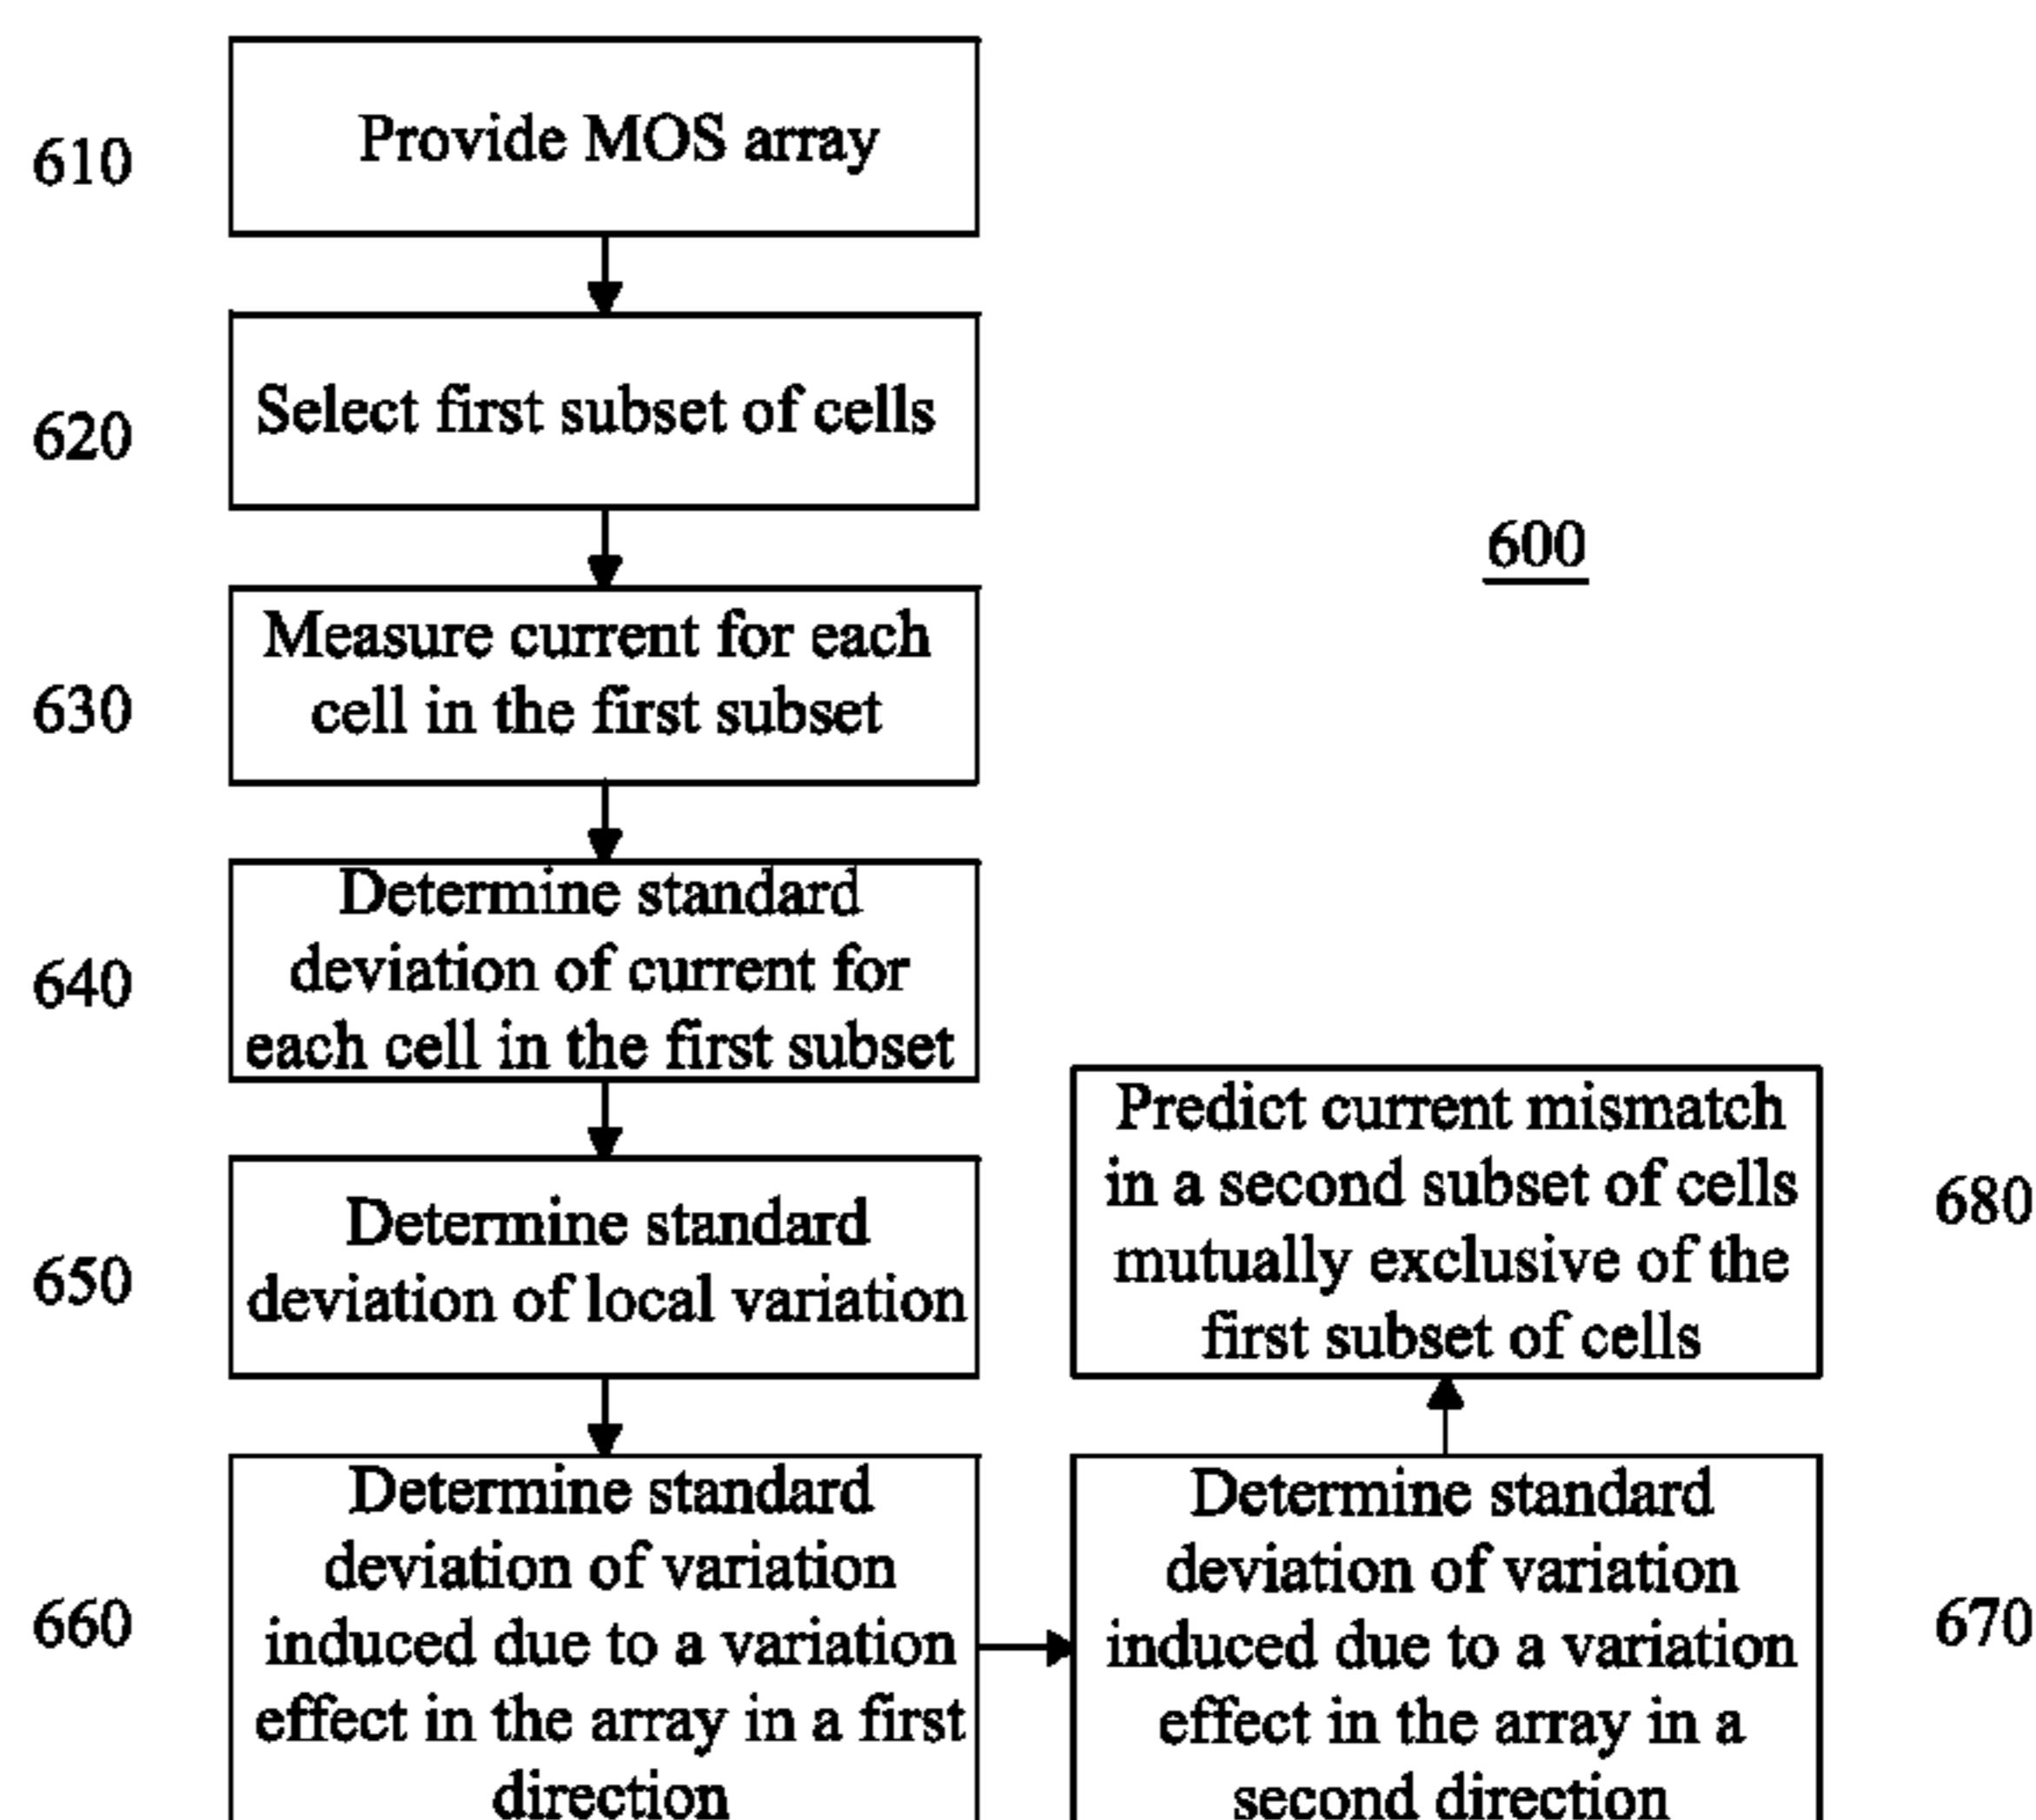 610
Provide MOS array
620
Select first subset of cells
600
630
Measure current for each
cell in the first subset
640
Determine standard
deviation of current for
each cell in the first subset
650
Determine standard
deviation of local variation
660
Determine standard
deviation of variation
induced due to a variation
effect in the array in a first
direction
Determine standard
deviation of variation
induced due to a variation
effect in the array in a
second direction
670
Predict current mismatch
in a second subset of cells
mutually exclusive of the
first subset of cells
680